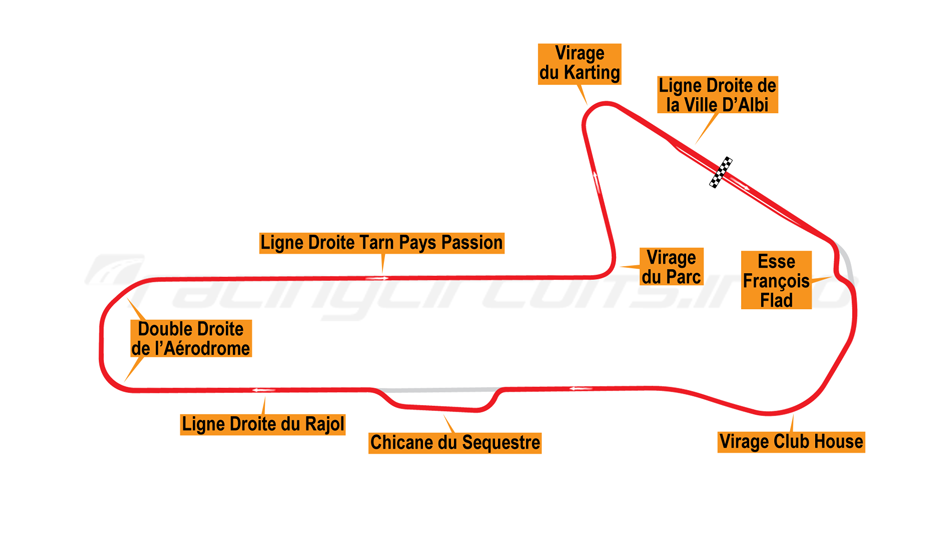 Virage
du Karting
Ligne Droite de
la Ville D'Albi
Ligne Droite Tarn Pays Passion
Virage
du Parc
Esse
François
Flad
racingcircuits.info
Double Droite
de l'Aérodrome
Ligne Droite du Rajol
Chicane du Sequestre
Virage Club House